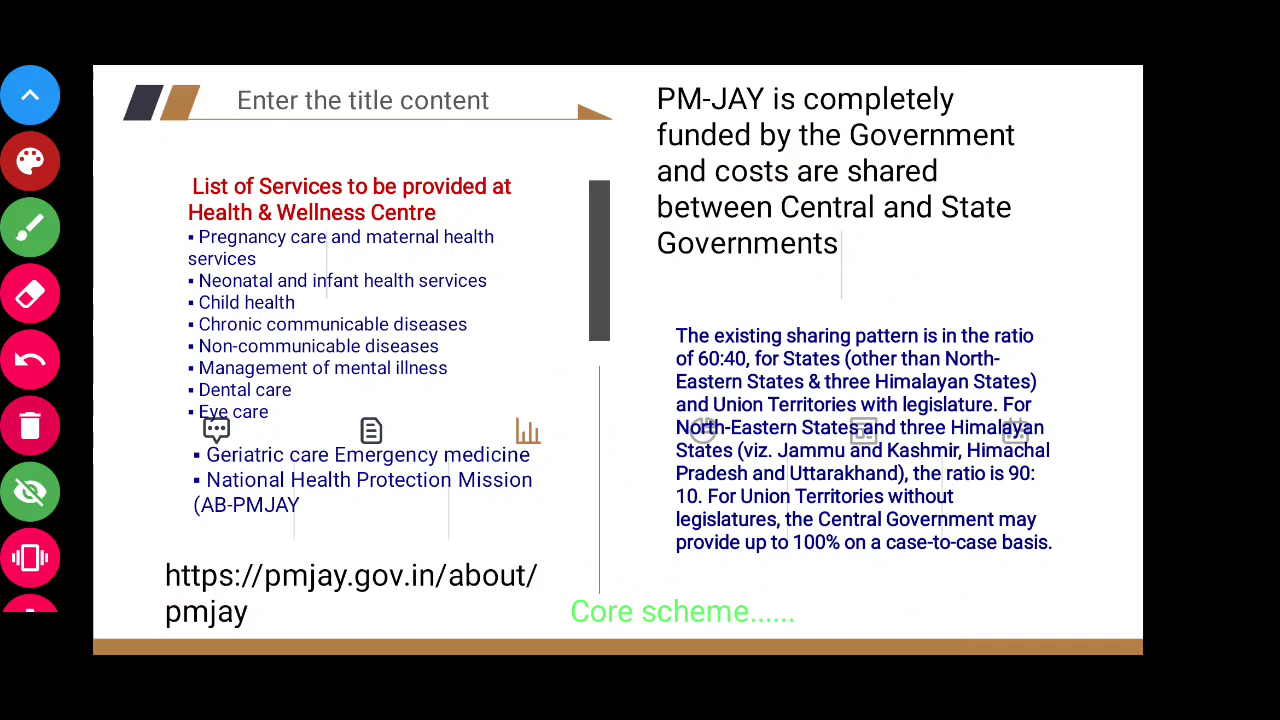 Enter the title content
List of Services to be provided at
Health & Wellness Centre
▪ Pregnancy care and maternal health
services
▪ Neonatal and infant health services
▪ Child health
▪ Chronic communicable diseases
▪ Non-communicable diseases
▪ Management of mental illness
▪ Dental care
▪ Eye care
▪ Geriatric care Emergency medicine
▪ National Health Protection Mission
(AB-PMJAY
https://pmjay.gov.in/about/
pmjay
PM-JAY is completely
funded by the Government
and costs are shared
between Central and State
Governments
The existing sharing pattern is in the ratio
of 60:40, for States (other than North-
Eastern States & three Himalayan States)
and Union Territories with legislature. For
North-Eastern States and three Himalayan
States (viz. Jammu and Kashmir, Himachal
Pradesh and Uttarakhand), the ratio is 90:
10. For Union Territories without
legislatures, the Central Government may
provide up to 100% on a case-to-case basis.
Core scheme......